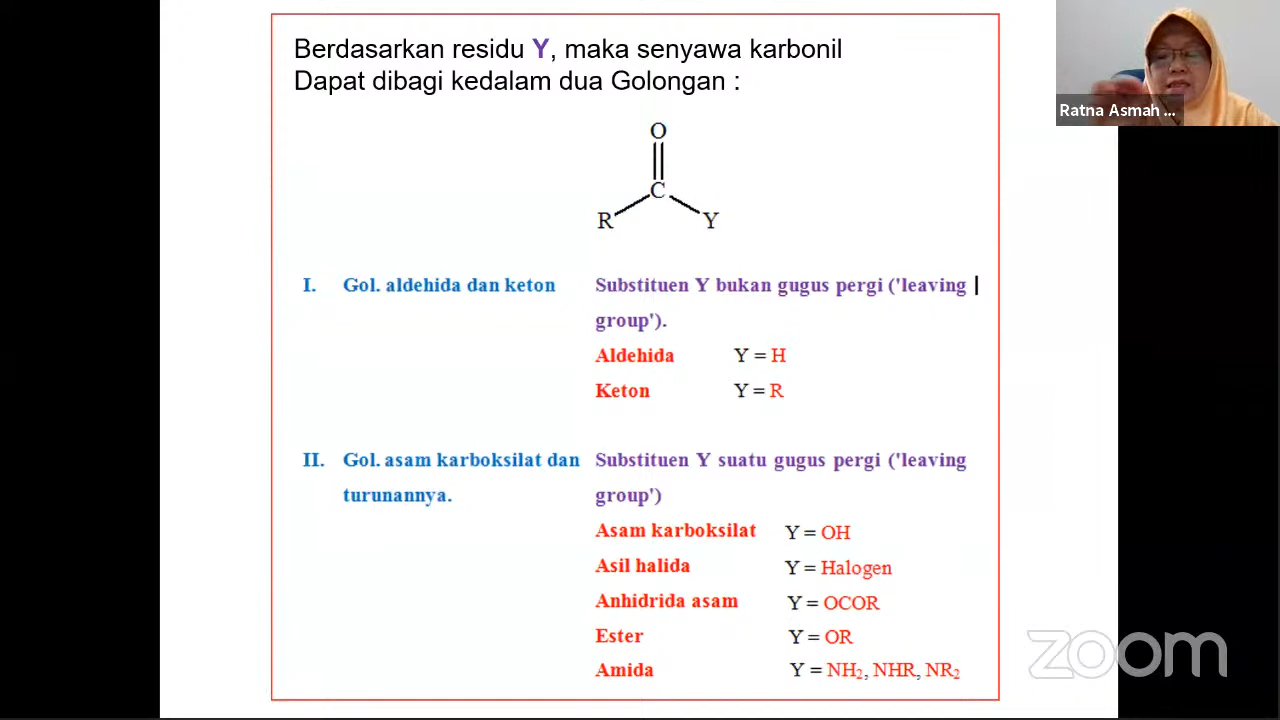 Berdasarkan residu Y, maka senyawa karbonil
Dapat dibagi kedalam dua Golongan :
O
C
R
Y
I. Gol. aldehida dan keton
Substituen Y bukan gugus pergi ('leaving
group').
Aldehida Y = H
Keton Y = R
II. Gol. asam karboksilat dan
turunannya.
Substituen Y suatu gugus pergi ('leaving
group')
Asam karboksilat Y = OH
Asil halida Y = Halogen
Anhidrida asam Y = OCOR
Ester Y = OR
Amida Y = NH₂, NHR, NR₂
Ratna Asmah ...
zoom